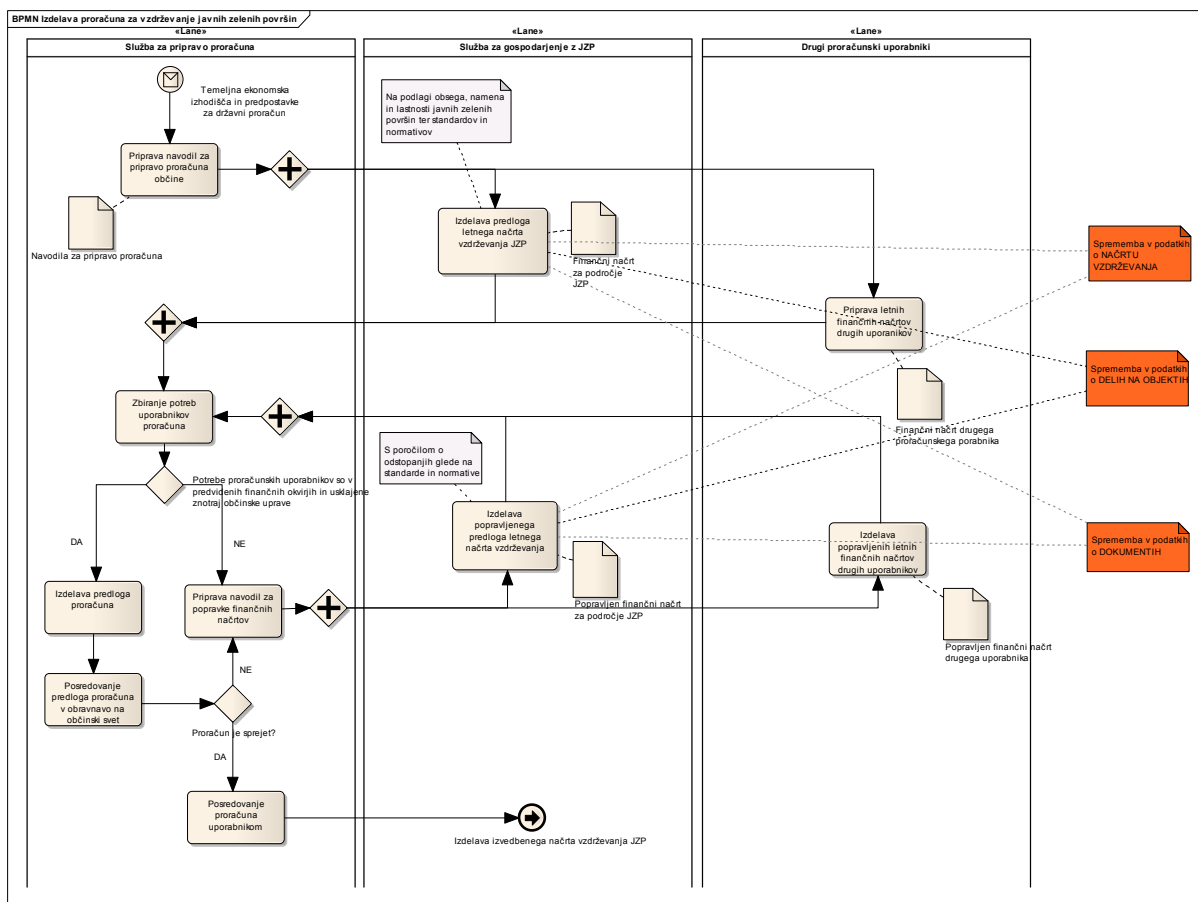 BPMN Izdelava proračuna za vzdrževanje javnih zelenih površin
«Lane»
Služba za pripravo proračuna
«Lane»
Služba za gospodarjenje z JZP
«Lane»
Drugi proračunski uporabniki
Temeljna ekonomska
izhodišča in predpostavke
za državni proračun
Na podlagi obsega, namena
in lastnosti javnih zelenih
površin ter standardov in
normativov
Priprava navodil za
pripravo proračuna
občine
Navodila za pripravo proračuna
Izdelava predloga
letnega načrta
vzdrževanja JZP
Finančni načrt
za področje
JZP
Sprememba v podatkih
o NAČRTU
VZDRŽEVANJA
Priprava letnih
finančnih načrtov
drugih uporanikov
Sprememba v podatkih
o DELIH NA OBJEKTIH
Finančni načrt drugega
proračunskega porabnika
Zbiranje potreb
uporabnikov
proračuna
S poročilom o
odstopanjih glede na
standarde in normative
Potrebe proračunskih uporabnikov so v
predvidenih finančnih okvirjih in usklajene
znotraj občinske uprave
DA
NE
Izdelava
popravljenega
predloga letnega
načrta vzdrževanja
Izdelava
popravljenih letnih
finančnih načrtov
drugih uporabnikov
Sprememba v podatkih
o DOKUMENTIH
Izdelava predloga
proračuna
Priprava navodil za
popravke finančnih
načrtov
Popravljen finančni načrt
za področje JZP
Popravljen finančni načrt
drugega uporabnika
NE
Posredovanje
predloga proračuna
v obravnavo na
občinski svet
Proračun je sprejet?
DA
Posredovanje
proračuna
uporabnikom
Izdelava izvedbenega načrta vzdrževanja JZP